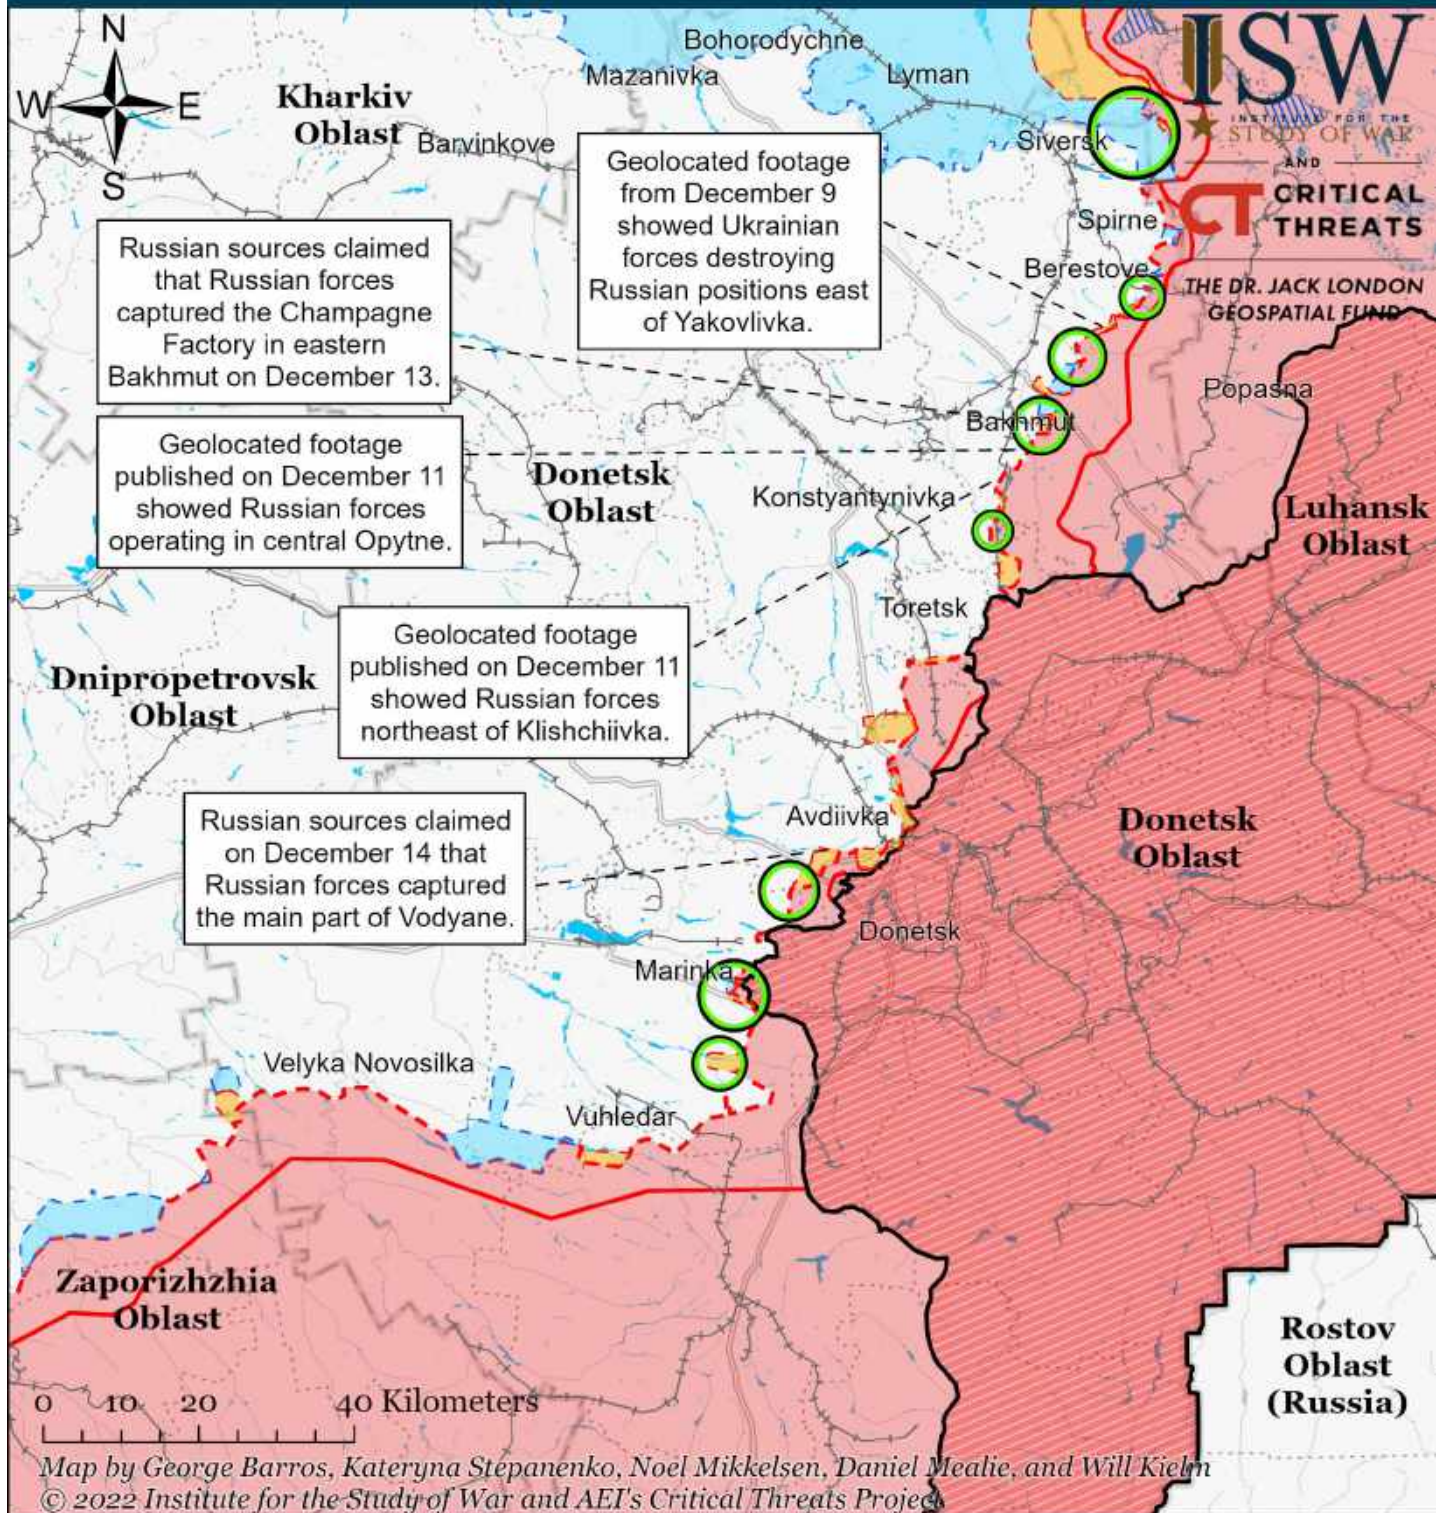 N
W
E
S
Kharkiv
Oblast
Barvinkove
Bohorodychne
Mazanivka
Lyman
Siversk
Spirne
Berestove
ISW
INSTITUTE FOR THE
STUDY OF WAR
AND
CT CRITICAL
THREATS
THE DR. JACK LONDON
GEOSPATIAL FUND
Geolocated footage
from December 9
showed Ukrainian
forces destroying
Russian positions east
of Yakovlivka.
Russian sources claimed
that Russian forces
captured the Champagne
Factory in eastern
Bakhmut on December 13.
Popasna
Bakhmut
Geolocated footage
published on December 11
showed Russian forces
operating in central Opytne.
Donetsk
Oblast
Konstyantynivka
Luhansk
Oblast
Toretsk
Geolocated footage
published on December 11
showed Russian forces
northeast of Klishchiivka.
Dnipropetrovsk
Oblast
Avdiivka
Donetsk
Oblast
Russian sources claimed
on December 14 that
Russian forces captured
the main part of Vodyane.
Donetsk
Marinka
Velyka Novosilka
Vuhledar
Zaporizhzhia
Oblast
Rostov
Oblast
(Russia)
0 10 20 40 Kilometers
Map by George Barros, Kateryna Stepanenko, Noel Mikkelsen, Daniel Mealie, and Will Kielm
© 2022 Institute for the Study of War and AEI's Critical Threats Project